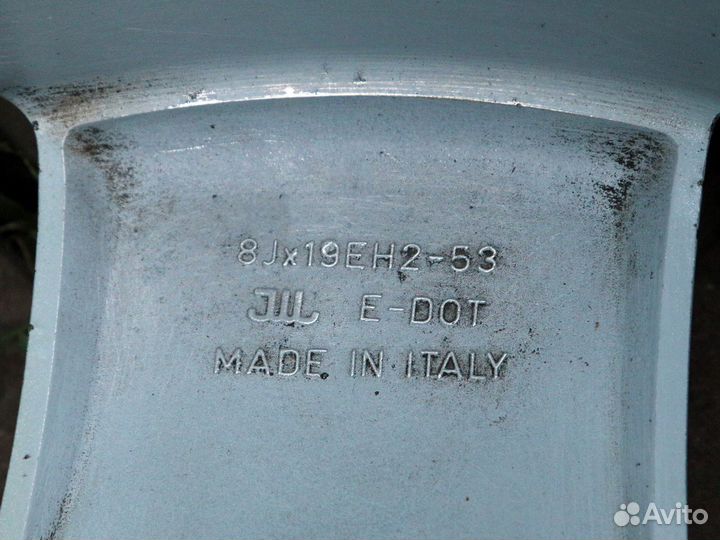 8Jx19EH2-53
JWL E-DOT
MADE IN ITALY
Avito